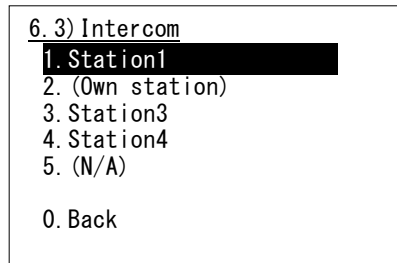 6.3)Intercom
1.Station1
2.(Own station)
3.Station3
4.Station4
5.(N/A)
0.Back